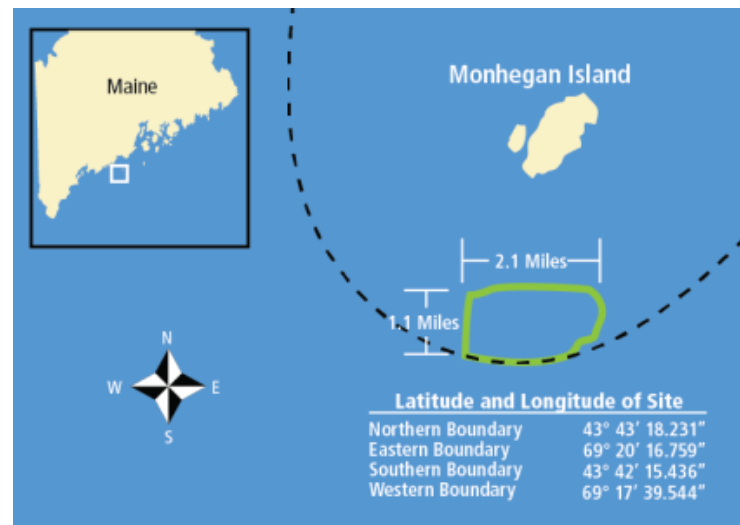 Maine
Monhegan Island
2.1 Miles
1.1 Miles
N
W E
S
Latitude and Longitude of Site
Northern Boundary 43° 43′ 18.231″
Eastern Boundary 69° 20′ 16.759″
Southern Boundary 43° 42′ 15.436″
Western Boundary 69° 17′ 39.544″